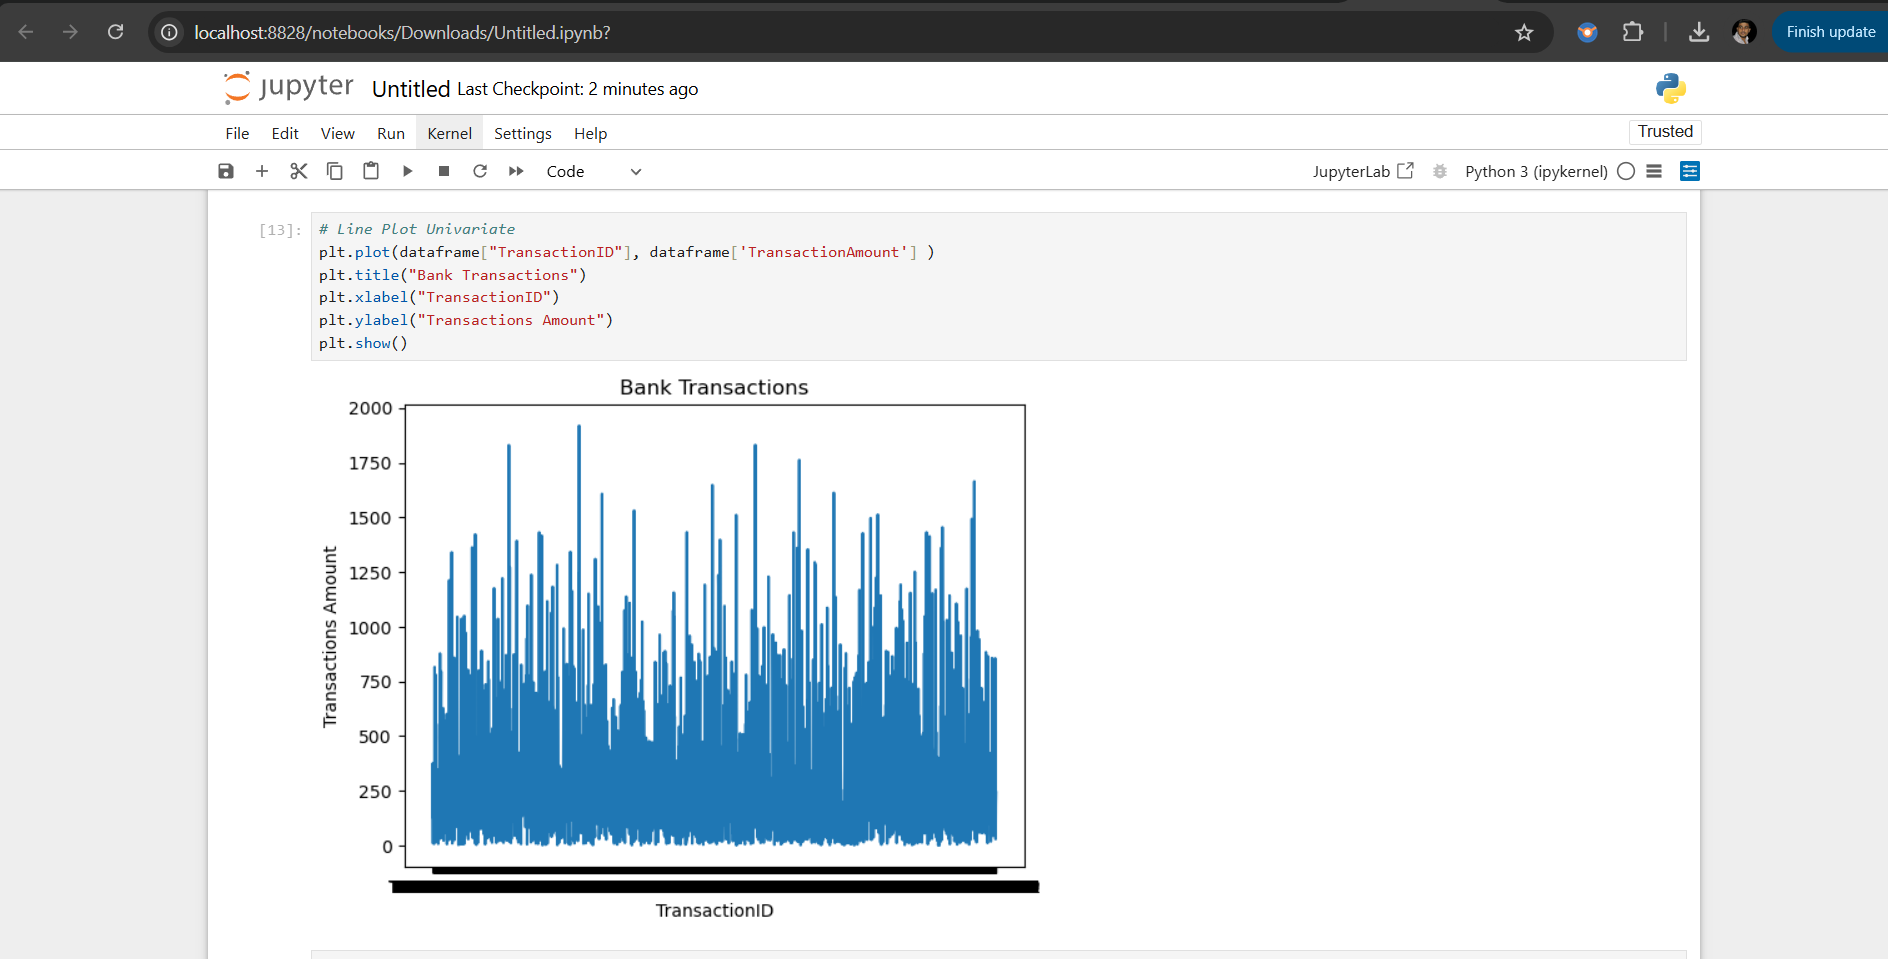 localhost:8828/notebooks/Downloads/Untitled.ipynb?
Finish update
jupyter Untitled Last Checkpoint: 2 minutes ago
File Edit View Run Kernel Settings Help
Trusted
Code
JupyterLab
Python 3 (ipykernel)
[13]:
# Line Plot Univariate
plt.plot(dataframe["TransactionID"], dataframe['TransactionAmount'] )
plt.title("Bank Transactions")
plt.xlabel("TransactionID")
plt.ylabel("Transactions Amount")
plt.show()
Bank Transactions
2000
1750
1500
1250
1000
750
500
250
0
Transactions Amount
TransactionID